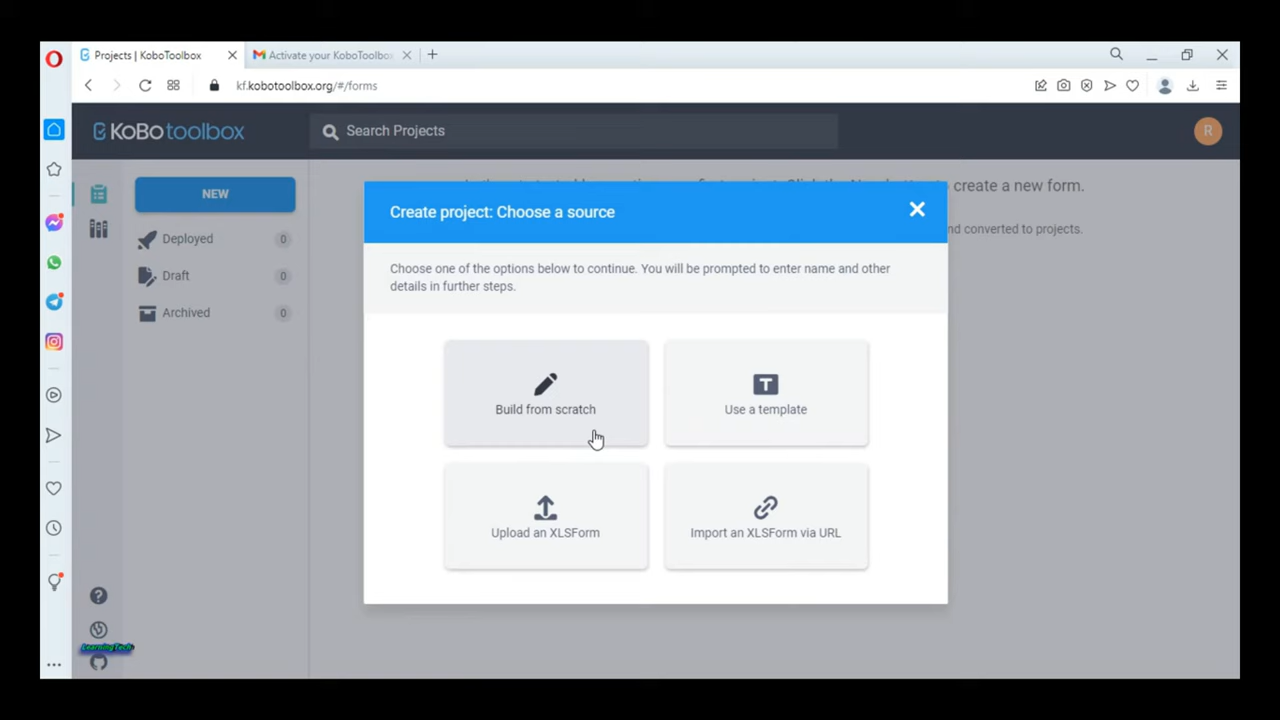 Projects | KoboToolbox
Activate your KoboToolbo
kf.kobotoolbox.org/#/forms
KoBotoolbox
Search Projects
R
NEW
Deployed 0
Draft 0
Archived 0
create a new form.
nd converted to projects.
Create project: Choose a source
Choose one of the options below to continue. You will be prompted to enter name and other
details in further steps.
Build from scratch
Use a template
Upload an XLSForm
Import an XLSForm via URL
LearningTech